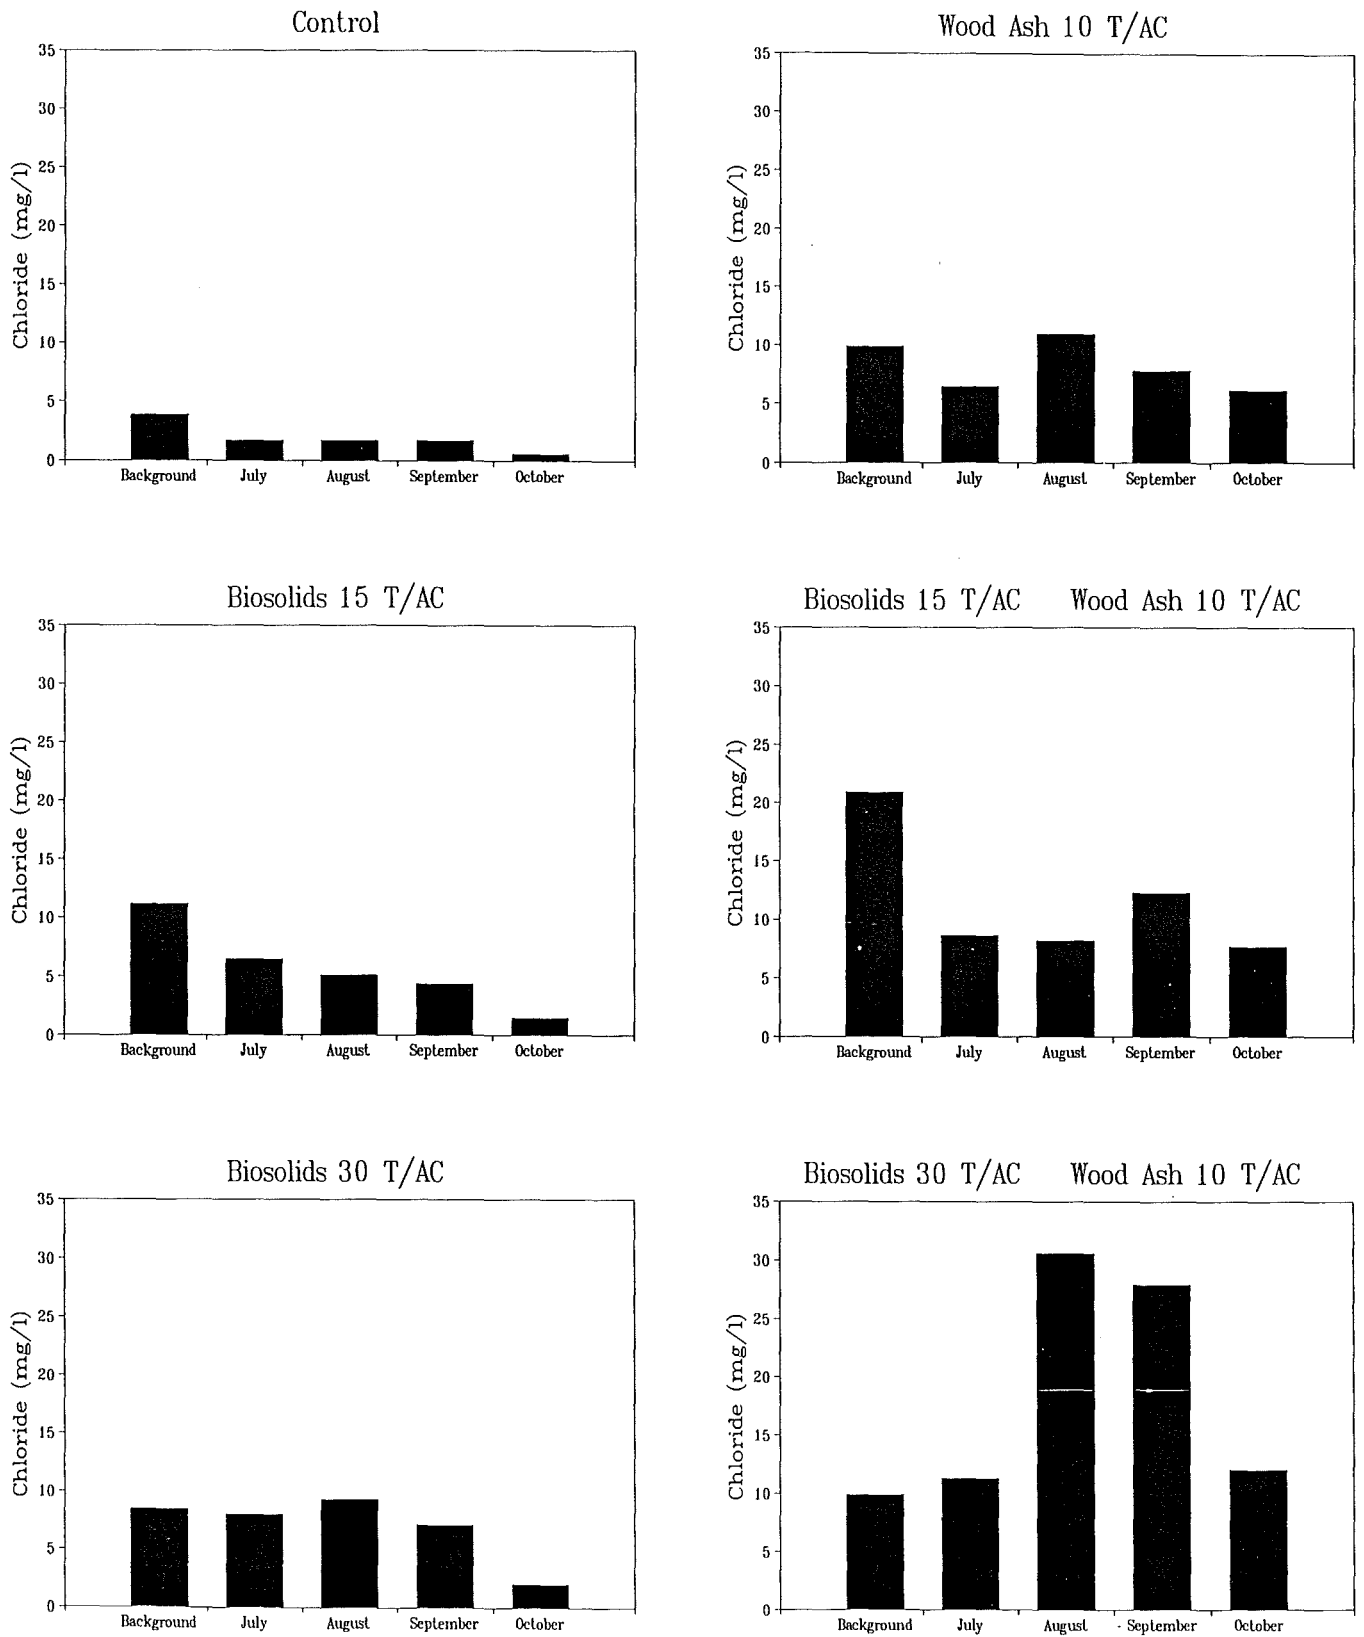 Control
35
30
25
20
15
10
5
0
Chloride (mg/l)
Background July August September October
Wood Ash 10 T/AC
35
30
25
20
15
10
5
0
Chloride (mg/l)
Background July August September October
Biosolids 15 T/AC
35
30
25
20
15
10
5
0
Chloride (mg/l)
Background July August September October
Biosolids 15 T/AC Wood Ash 10 T/AC
35
30
25
20
15
10
5
0
Chloride (mg/l)
Background July August September October
Biosolids 30 T/AC
35
30
25
20
15
10
5
0
Chloride (mg/l)
Background July August September October
Biosolids 30 T/AC Wood Ash 10 T/AC
35
30
25
20
15
10
5
0
Chloride (mg/l)
Background July August September October